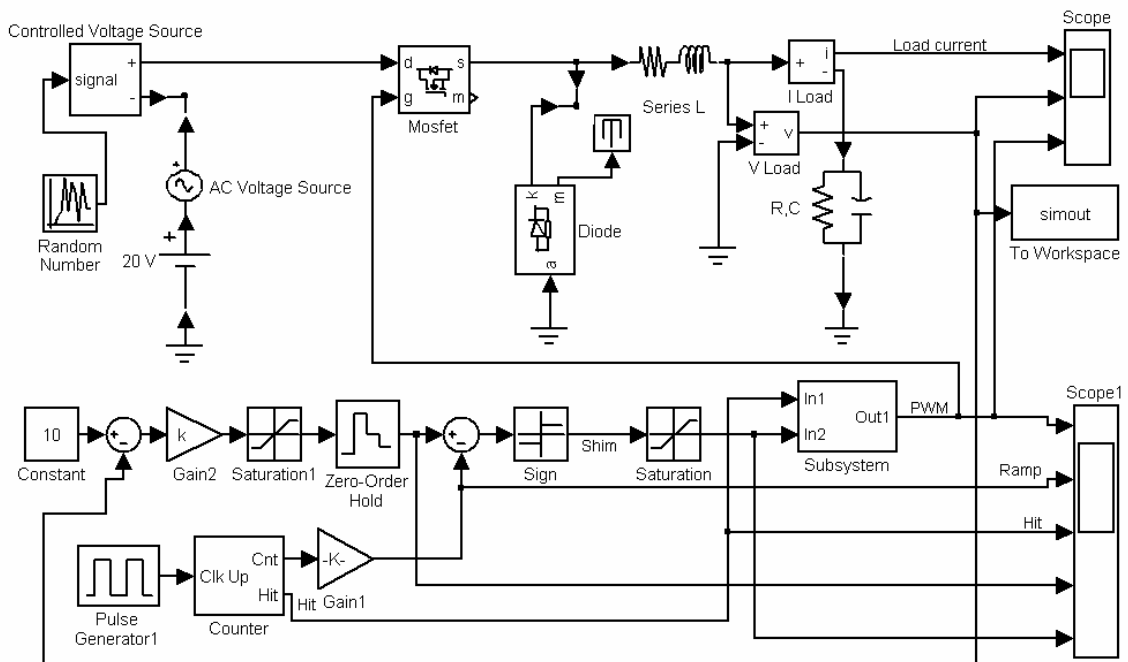 Controlled Voltage Source
signal
+
-
Random
Number
+
AC Voltage Source
+
20 V
d
g
s
m
Mosfet
k
m
a
Diode
Series L
+
i
-
I Load
+
-
v
V Load
R,C
Load current
Scope
simout
To Workspace
10
Constant
+
-
k
Gain2
Saturation1
Zero-Order
Hold
+
-
Sign
Shim
Saturation
In1
In2
Out1
Subsystem
PWM
Scope1
Ramp
Hit
Pulse
Generator1
Clk Up
Cnt
Hit
Counter
Hit
-K-
Gain1